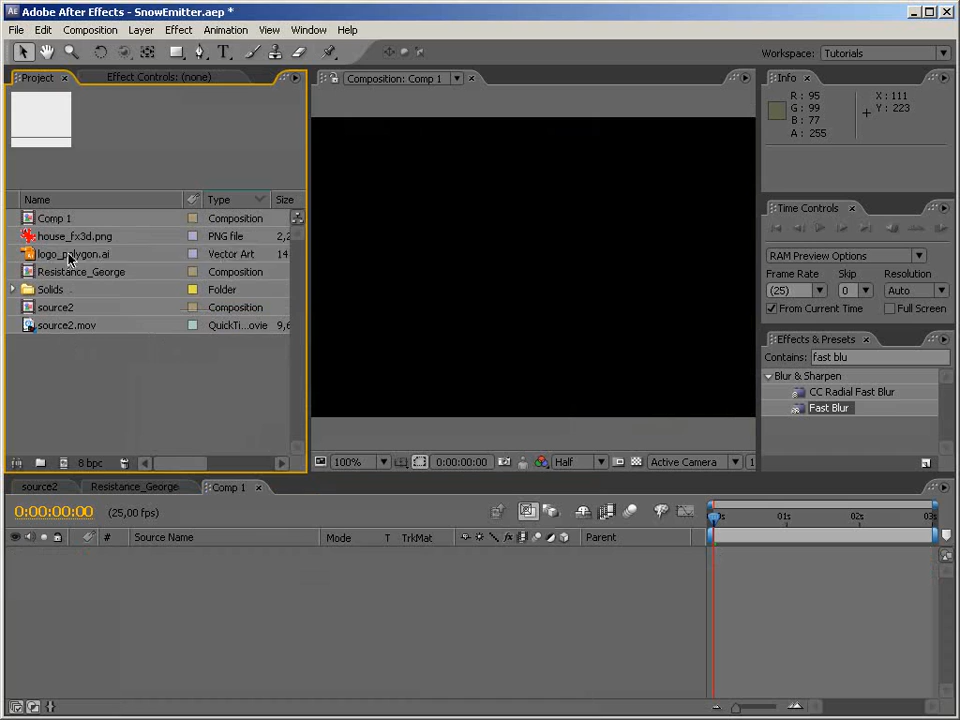 Adobe After Effects - SnowEmitter.aep *
File Edit Composition Layer Effect Animation View Window Help
Workspace: Tutorials
Project Effect Controls: (none) Composition: Comp 1 Info
R: 95 X: 111
G: 99 Y: 223
B: 77
A: 255
Name Type Size
Comp 1 Composition
house_fx3d.png PNG file 2,2
logo_polygon.ai Vector Art 14
Resistance_George Composition
Solids Folder
source2 Composition
source2.mov QuickTi...ovie 9,6
Time Controls
RAM Preview Options
Frame Rate Skip Resolution
(25) 0 Auto
From Current Time Full Screen
Effects & Presets
Contains: fast blu
Blur & Sharpen
CC Radial Fast Blur
Fast Blur
8 bpc 100% 0:00:00:00 Half Active Camera 1
source2 Resistance_George Comp 1
0:00:00:00 (25,00 fps)
0s 01s 02s 03s
# Source Name Mode T TrkMat Parent